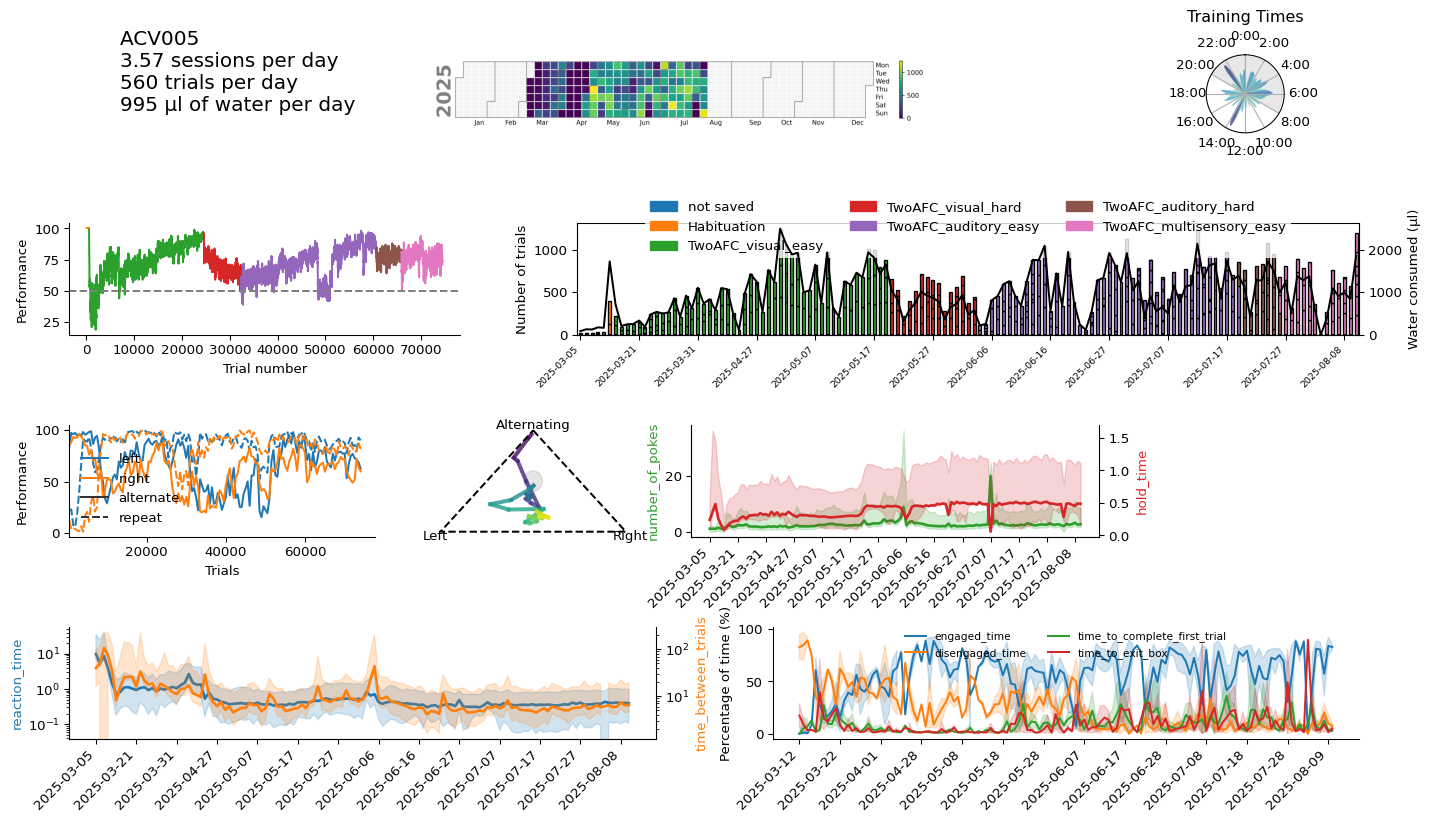 ACV005
3.57 sessions per day
560 trials per day
995 µl of water per day
2025
Jan Feb Mar Apr May Jun Jul Aug Sep Oct Nov Dec
Mon
Tue
Wed
Thu
Fri
Sat
Sun
1000
500
0
Training Times
0:00
2:00
4:00
6:00
8:00
10:00
12:00
14:00
16:00
18:00
20:00
22:00
Performance
100
75
50
25
0 10000 20000 30000 40000 50000 60000 70000
Trial number
not saved
Habituation
TwoAFC_visual_easy
TwoAFC_visual_hard
TwoAFC_auditory_easy
TwoAFC_auditory_hard
TwoAFC_multisensory_easy
Number of trials
1000
500
0
2000
1000
0
Water consumed (µl)
2025-03-05 2025-03-21 2025-03-31 2025-04-27 2025-05-07 2025-05-17 2025-05-27 2025-06-06 2025-06-16 2025-06-27 2025-07-07 2025-07-17 2025-07-27 2025-08-08
Performance
100
50
0
left
right
alternate
repeat
20000 40000 60000
Trials
Alternating
Left
Right
number_of_pokes
20
0
1.5
1.0
0.5
0.0
hold_time
2025-03-05 2025-03-21 2025-03-31 2025-04-27 2025-05-07 2025-05-17 2025-05-27 2025-06-06 2025-06-16 2025-06-27 2025-07-07 2025-07-17 2025-07-27 2025-08-08
reaction_time
10¹
10⁰
10⁻¹
10²
10¹
time_between_trials
2025-03-05 2025-03-21 2025-03-31 2025-04-27 2025-05-07 2025-05-17 2025-05-27 2025-06-06 2025-06-16 2025-06-27 2025-07-07 2025-07-17 2025-07-27 2025-08-08
Percentage of time (%)
100
50
0
engaged_time
disengaged_time
time_to_complete_first_trial
time_to_exit_box
2025-03-12 2025-03-22 2025-04-01 2025-04-28 2025-05-08 2025-05-18 2025-05-28 2025-06-07 2025-06-17 2025-06-28 2025-07-08 2025-07-18 2025-07-28 2025-08-09